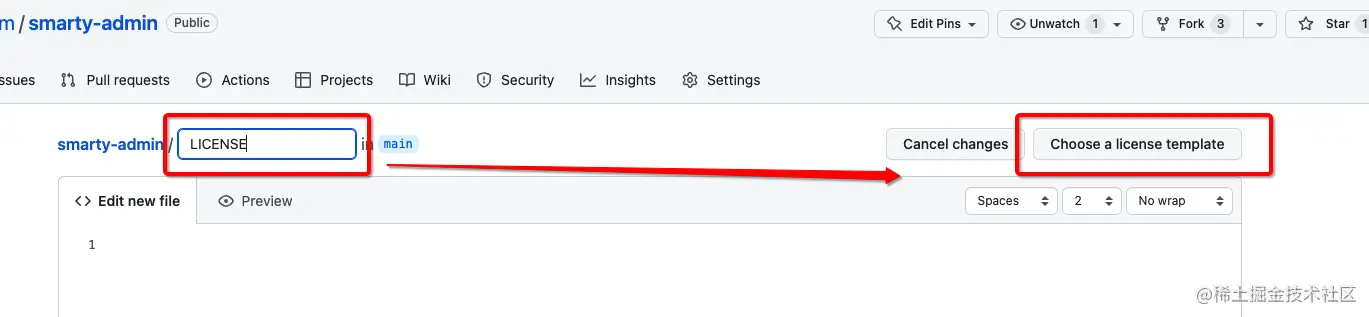 m / smarty-admin Public Edit Pins Unwatch 1 Fork 3 Star 1
ssues Pull requests Actions Projects Wiki Security Insights Settings
smarty-admin / LICENSE in main Cancel changes Choose a license template
<> Edit new file Preview Spaces 2 No wrap
1
@稀土掘金技术社区